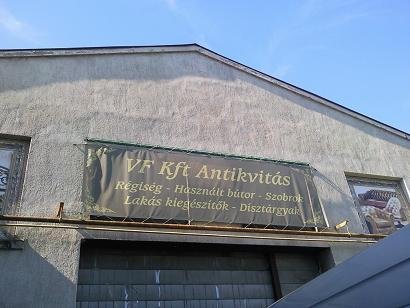 VF Kft Antikvitás
Régiség - Használt bútor - Szobrok
Lakás kiegészítők - Dísztárgyak